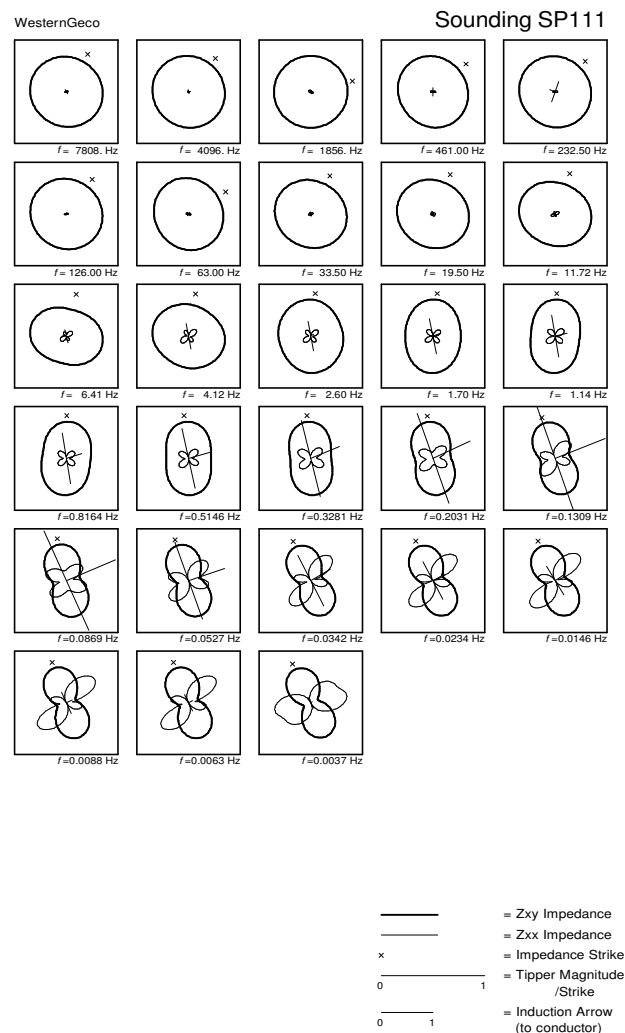 WesternGeco Sounding SP111
f = 7808. Hz f = 4096. Hz f = 1856. Hz f = 461.00 Hz f = 232.50 Hz
f = 126.00 Hz f = 63.00 Hz f = 33.50 Hz f = 19.50 Hz f = 11.72 Hz
f = 6.41 Hz f = 4.12 Hz f = 2.60 Hz f = 1.70 Hz f = 1.14 Hz
f =0.8164 Hz f =0.5146 Hz f =0.3281 Hz f =0.2031 Hz f =0.1309 Hz
f =0.0869 Hz f =0.0527 Hz f =0.0342 Hz f =0.0234 Hz f =0.0146 Hz
f =0.0088 Hz f =0.0063 Hz f =0.0037 Hz
= Zxy Impedance
= Zxx Impedance
× = Impedance Strike
= Tipper Magnitude
0 1 /Strike
= Induction Arrow
0 1 (to conductor)